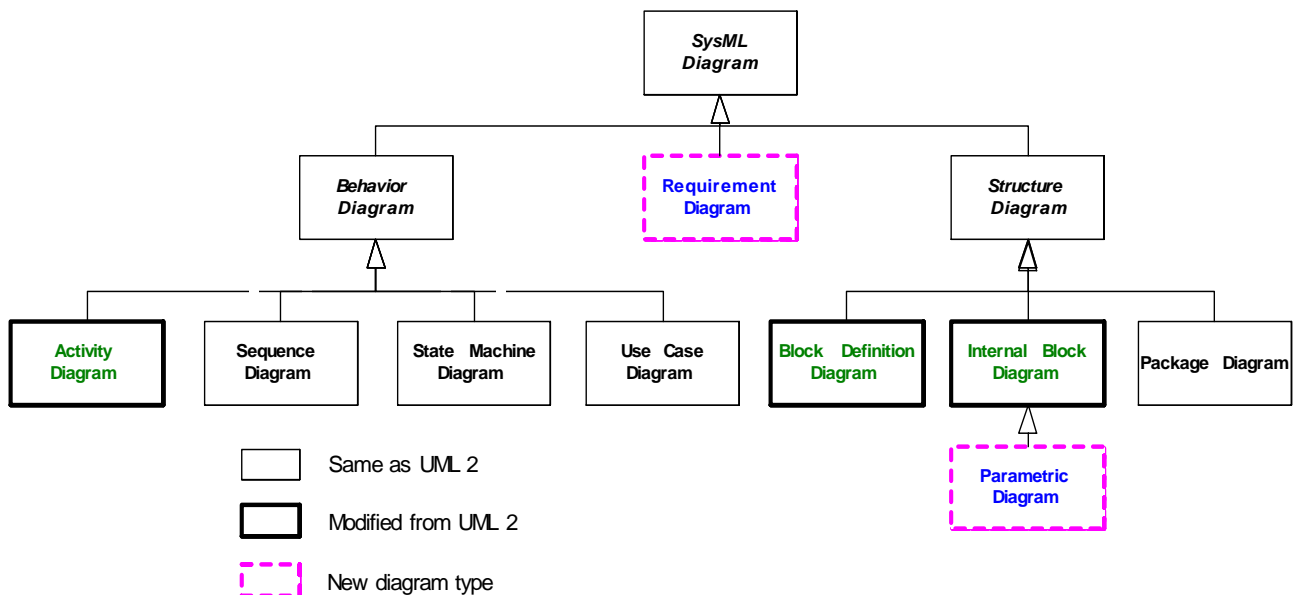 SysML
Diagram
Behavior
Diagram
Requirement
Diagram
Structure
Diagram
Activity
Diagram
Sequence
Diagram
State Machine
Diagram
Use Case
Diagram
Block Definition
Diagram
Internal Block
Diagram
Package Diagram
Parametric
Diagram
Same as UML 2
Modified from UML 2
New diagram type